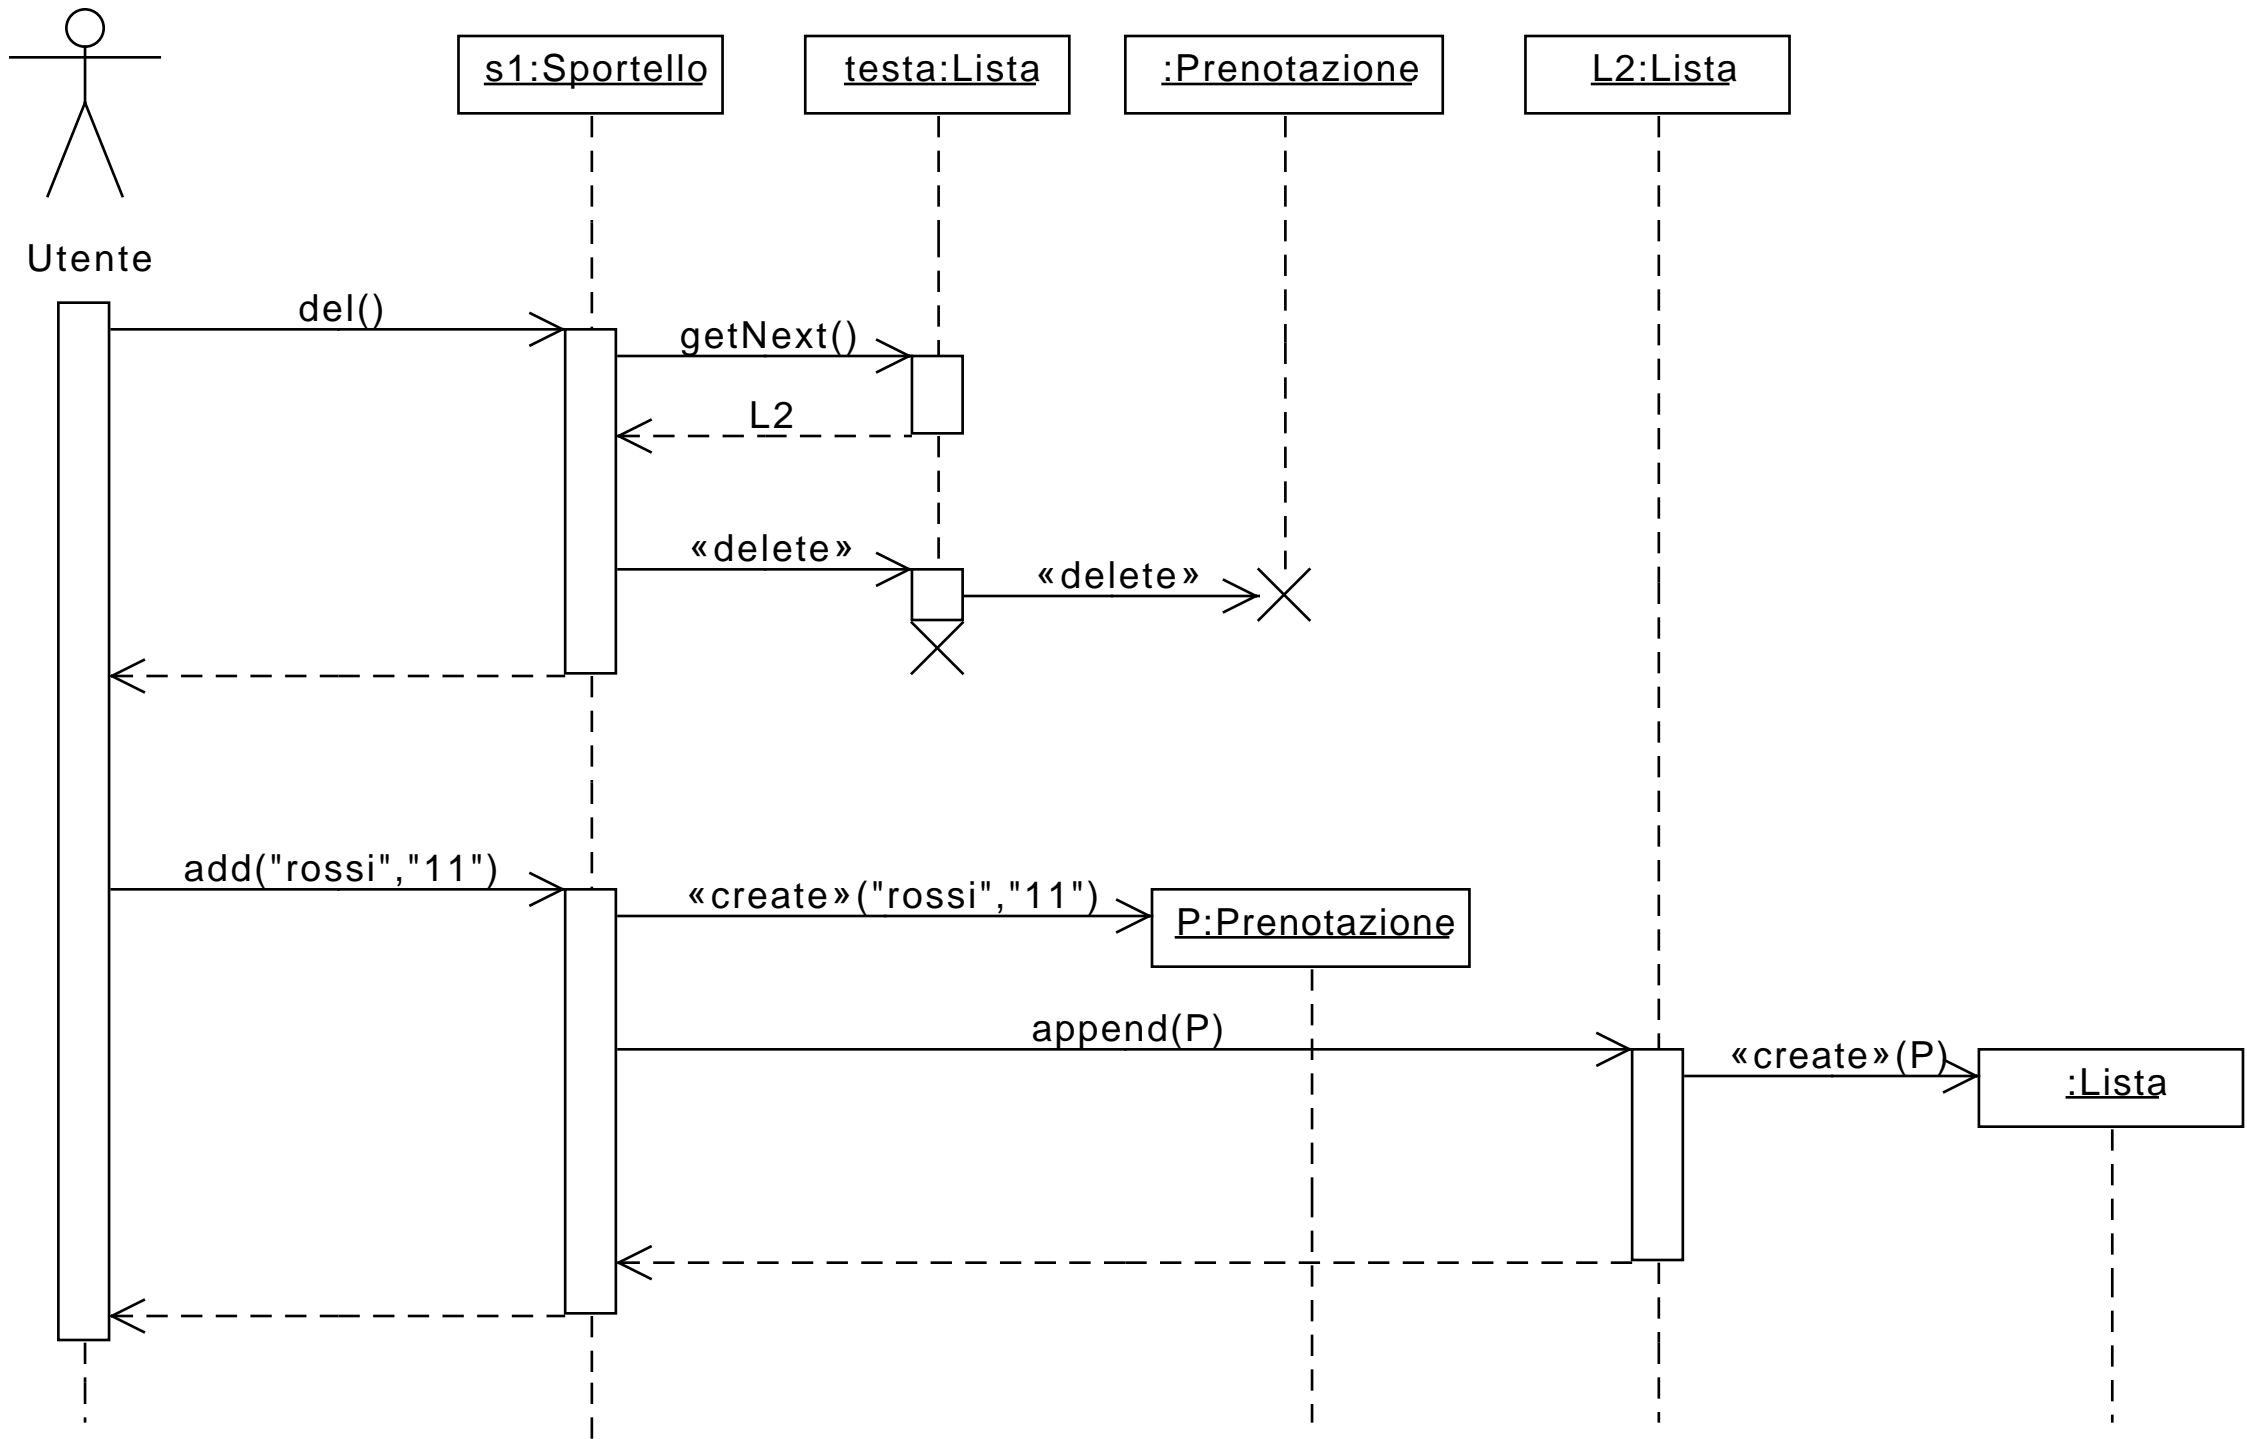 s1:Sportello
testa:Lista
:Prenotazione
L2:Lista
Utente
del()
getNext()
L2
«delete»
«delete»
add("rossi","11")
«create»("rossi","11")
P:Prenotazione
append(P)
«create»(P)
:Lista